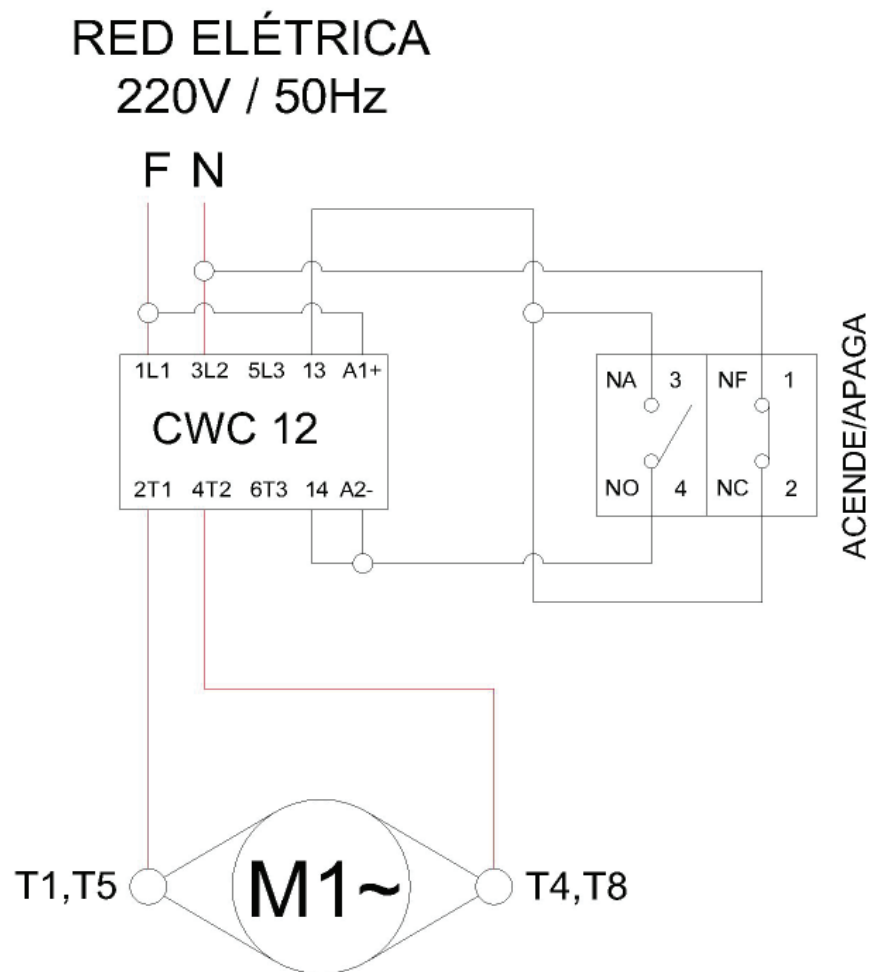 RED ELÉTRICA
220V / 50Hz
F N
1L1 3L2 5L3 13 A1+
CWC 12
2T1 4T2 6T3 14 A2-
NA 3 NF 1
NO 4 NC 2
ACENDE/APAGA
T1,T5 M1~ T4,T8